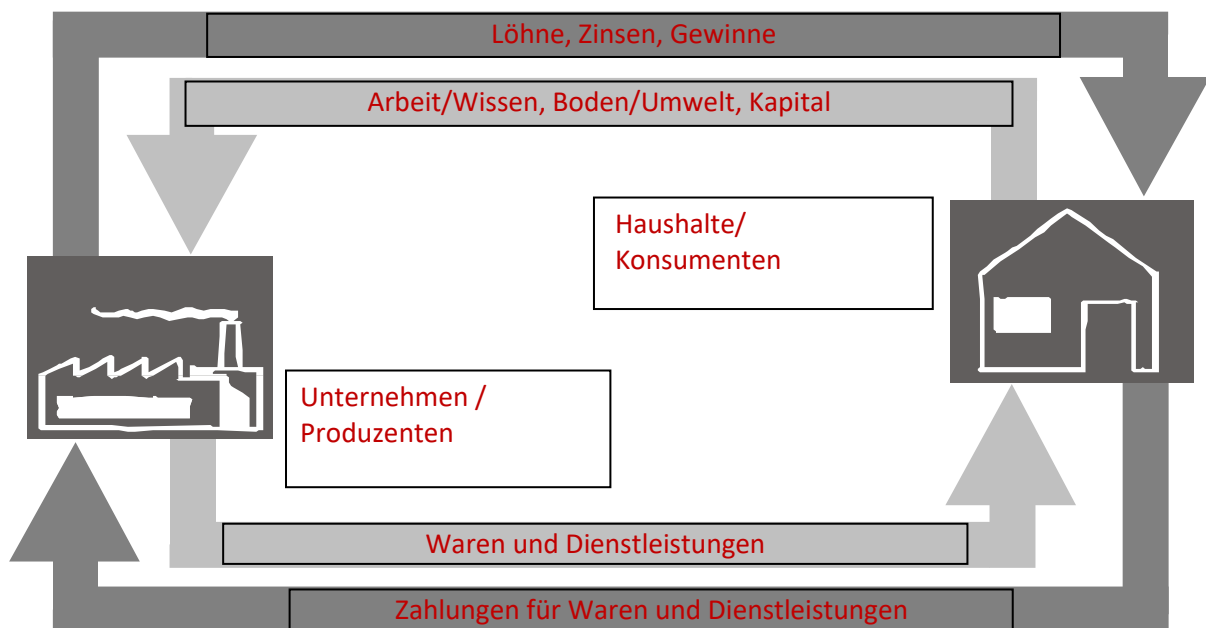 Löhne, Zinsen, Gewinne
Arbeit/Wissen, Boden/Umwelt, Kapital
Haushalte/
Konsumenten
Unternehmen /
Produzenten
Waren und Dienstleistungen
Zahlungen für Waren und Dienstleistungen